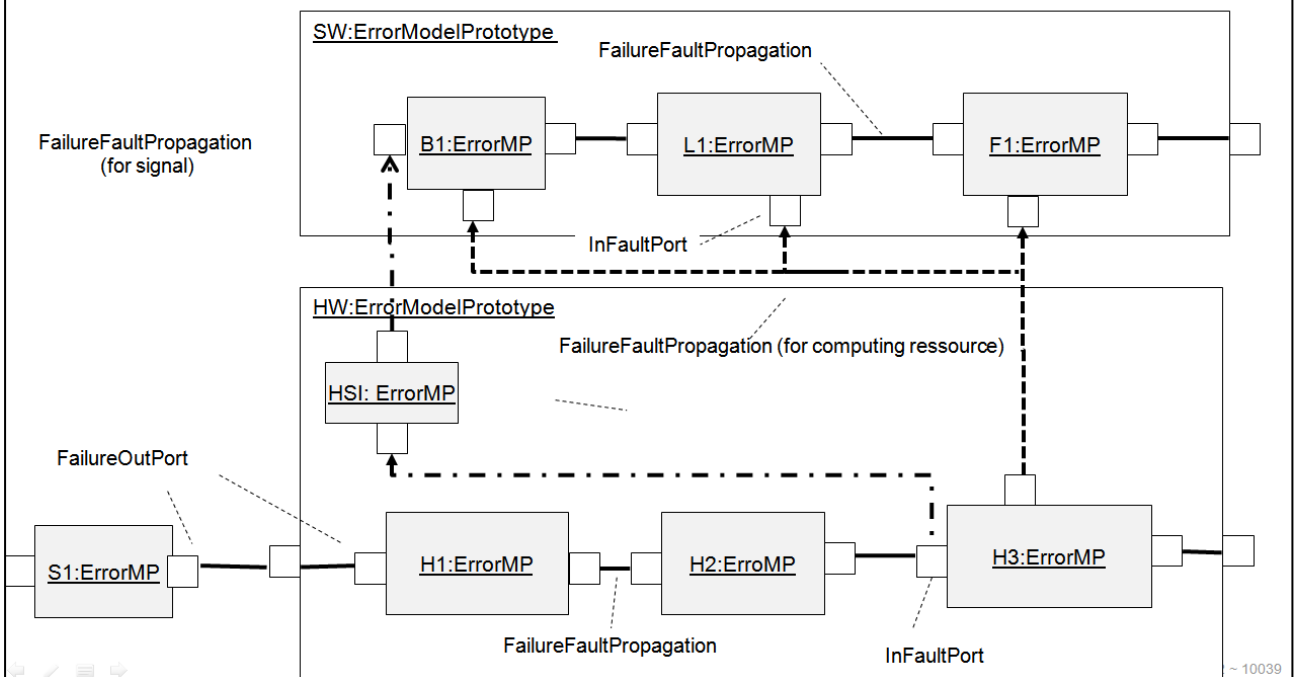 SW:ErrorModelPrototype
FailureFaultPropagation
FailureFaultPropagation
(for signal)
B1:ErrorMP
L1:ErrorMP
F1:ErrorMP
InFaultPort
HW:ErrorModelPrototype
FailureFaultPropagation (for computing ressource)
HSI: ErrorMP
FailureOutPort
S1:ErrorMP
H1:ErrorMP
H2:ErroMP
H3:ErrorMP
FailureFaultPropagation
InFaultPort
~ 10039